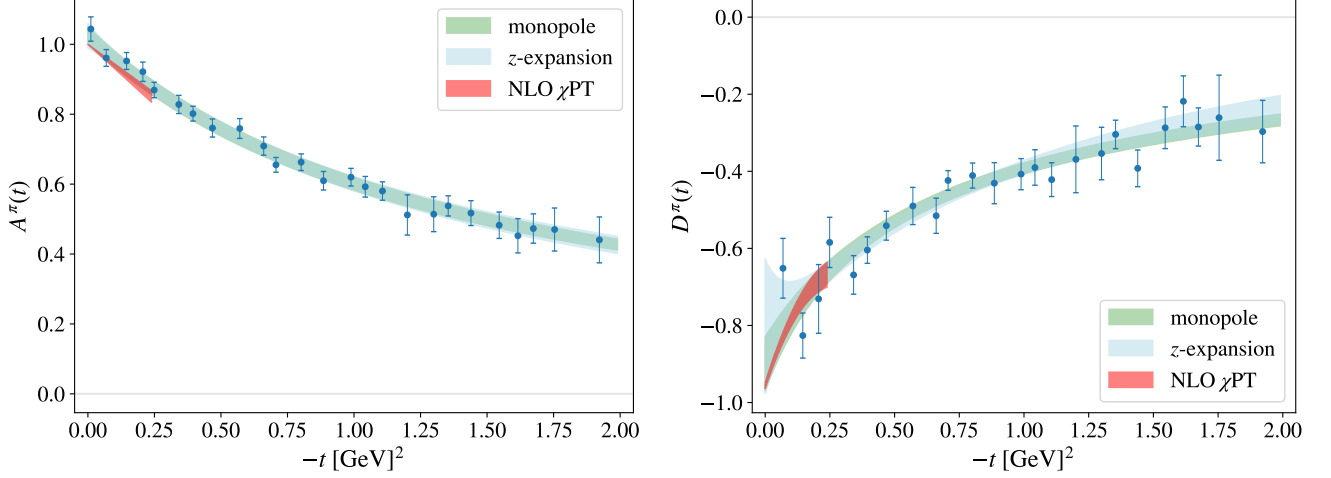 1.0
0.8
0.6
0.4
0.2
0.0
A^π(t)
0.00 0.25 0.50 0.75 1.00 1.25 1.50 1.75 2.00
−t [GeV]²
monopole
z-expansion
NLO χPT
0.0
−0.2
−0.4
−0.6
−0.8
−1.0
D^π(t)
0.00 0.25 0.50 0.75 1.00 1.25 1.50 1.75 2.00
−t [GeV]²
monopole
z-expansion
NLO χPT